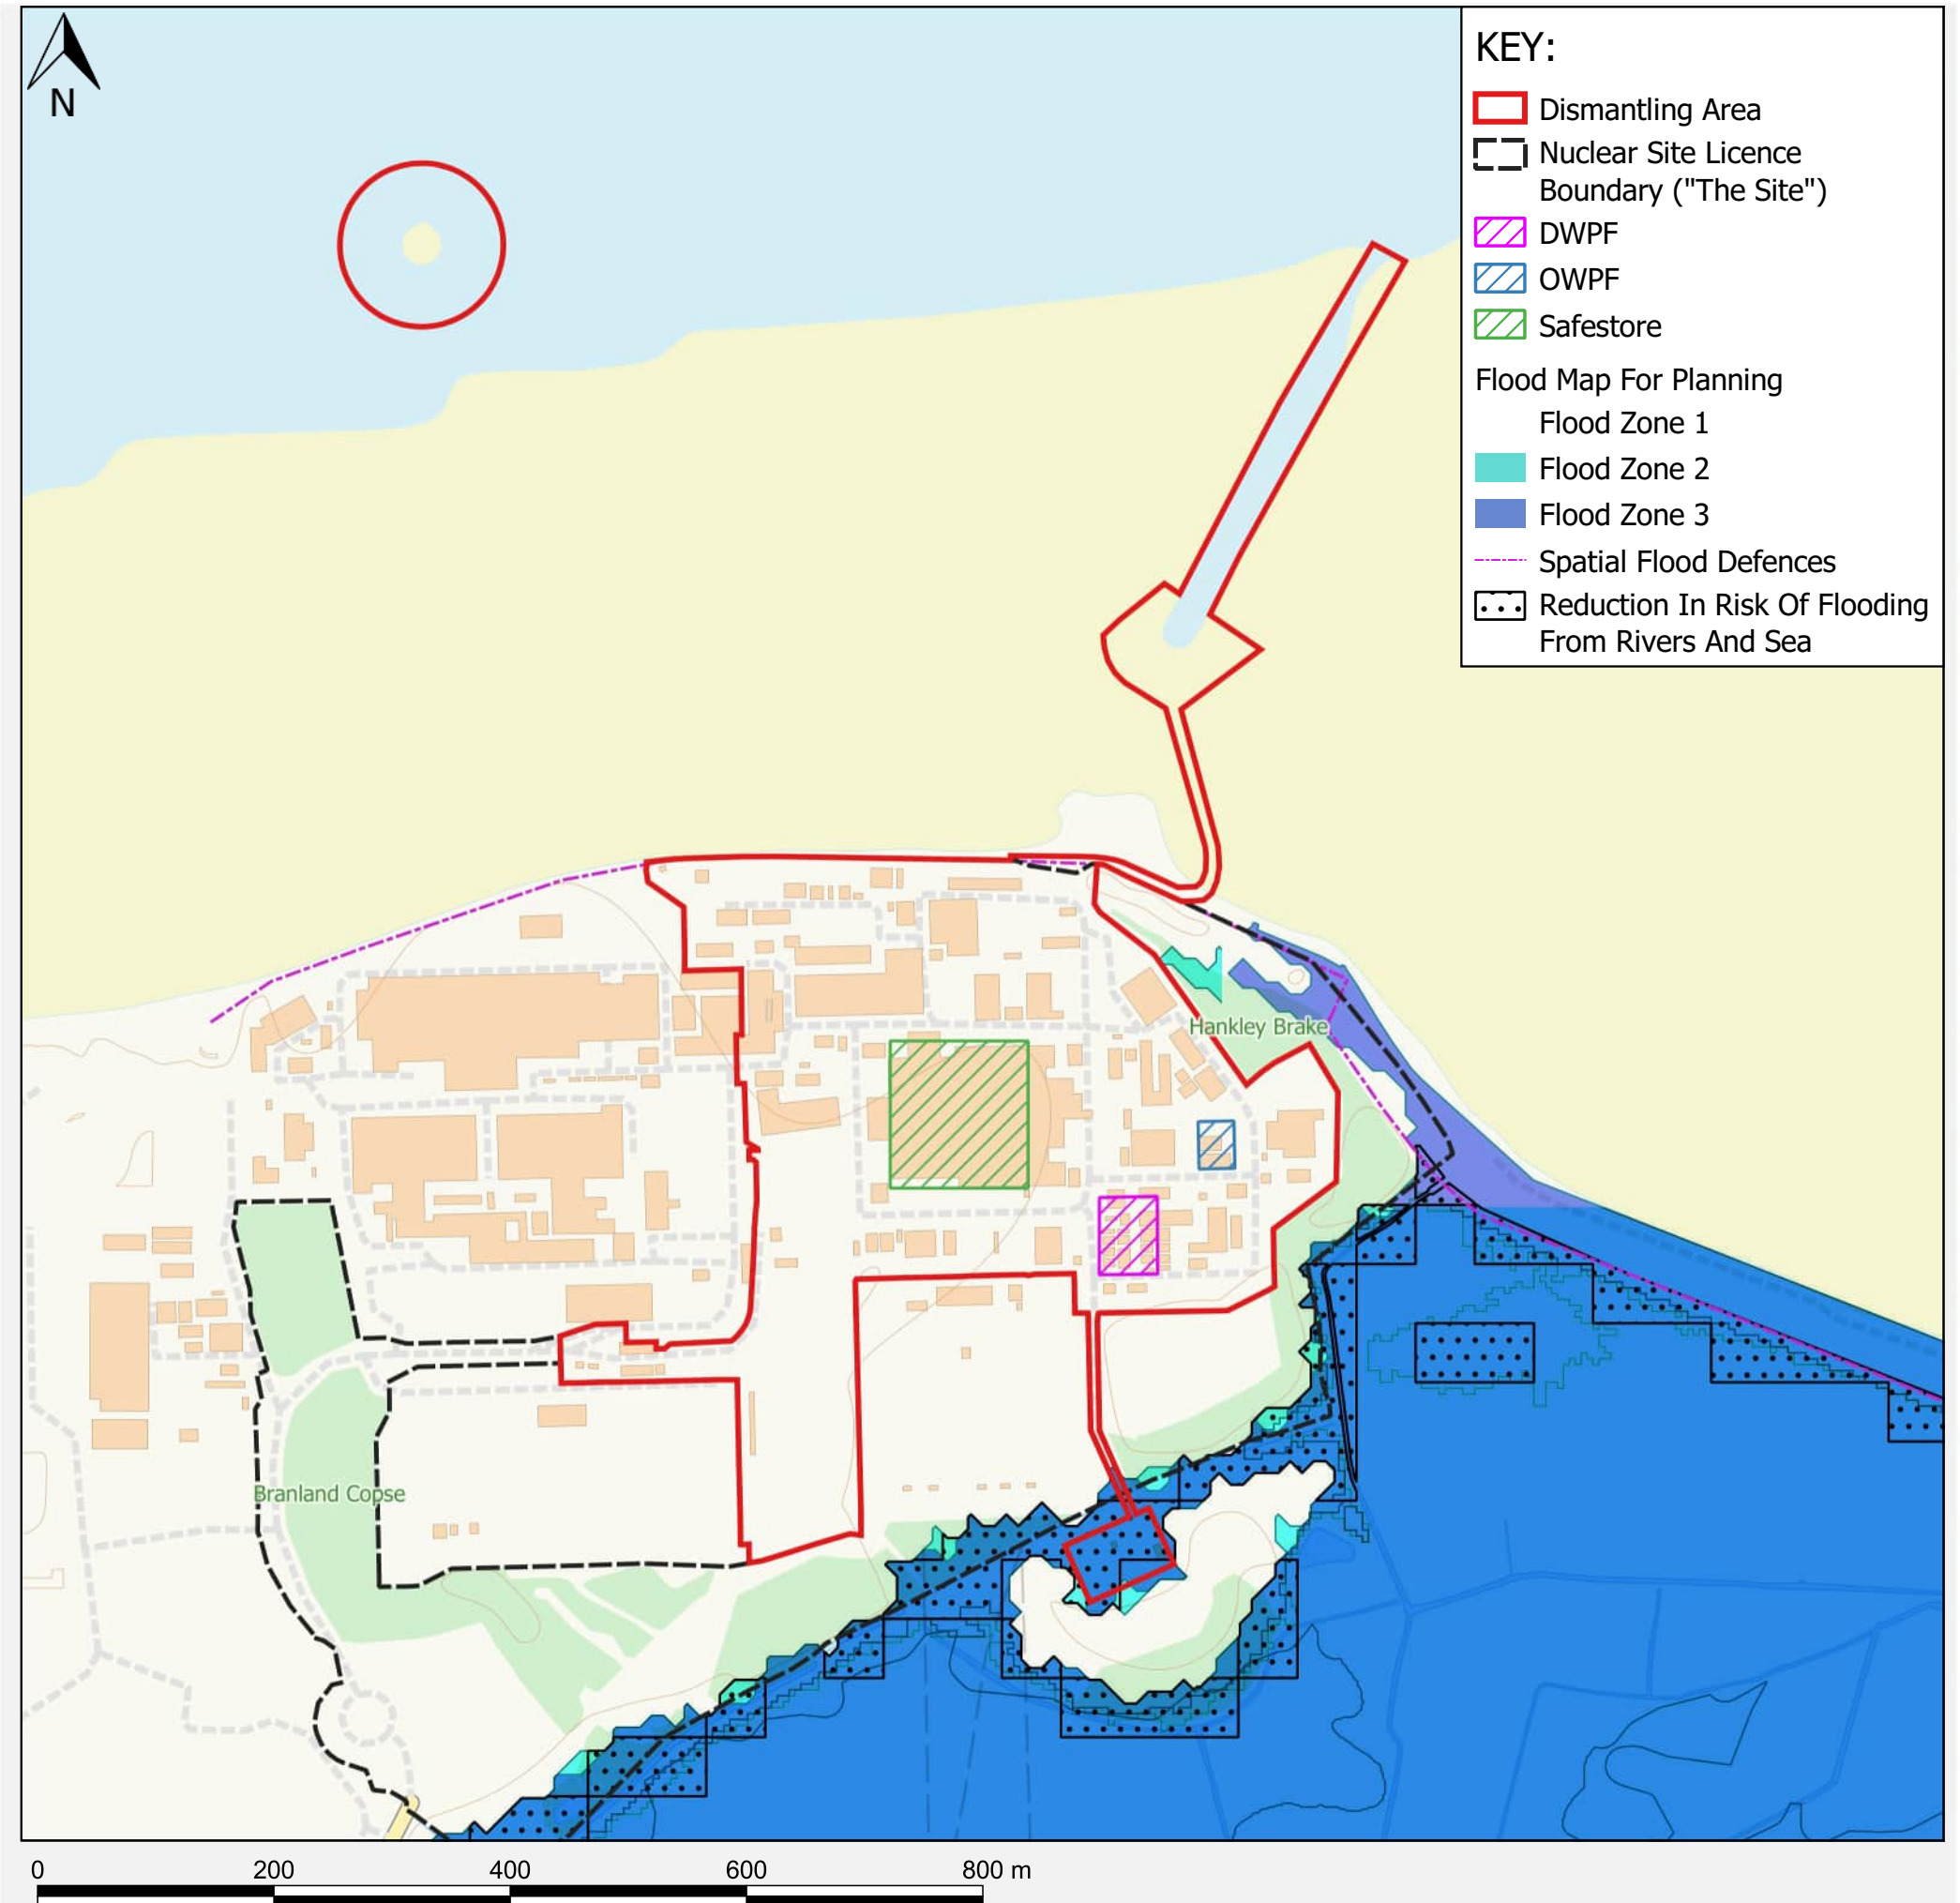 N
KEY:
Dismantling Area
Nuclear Site Licence
Boundary ("The Site")
DWPF
OWPF
Safestore
Flood Map For Planning
Flood Zone 1
Flood Zone 2
Flood Zone 3
Spatial Flood Defences
Reduction In Risk Of Flooding
From Rivers And Sea
Hankley Brake
Branland Copse
0 200 400 600 800 m